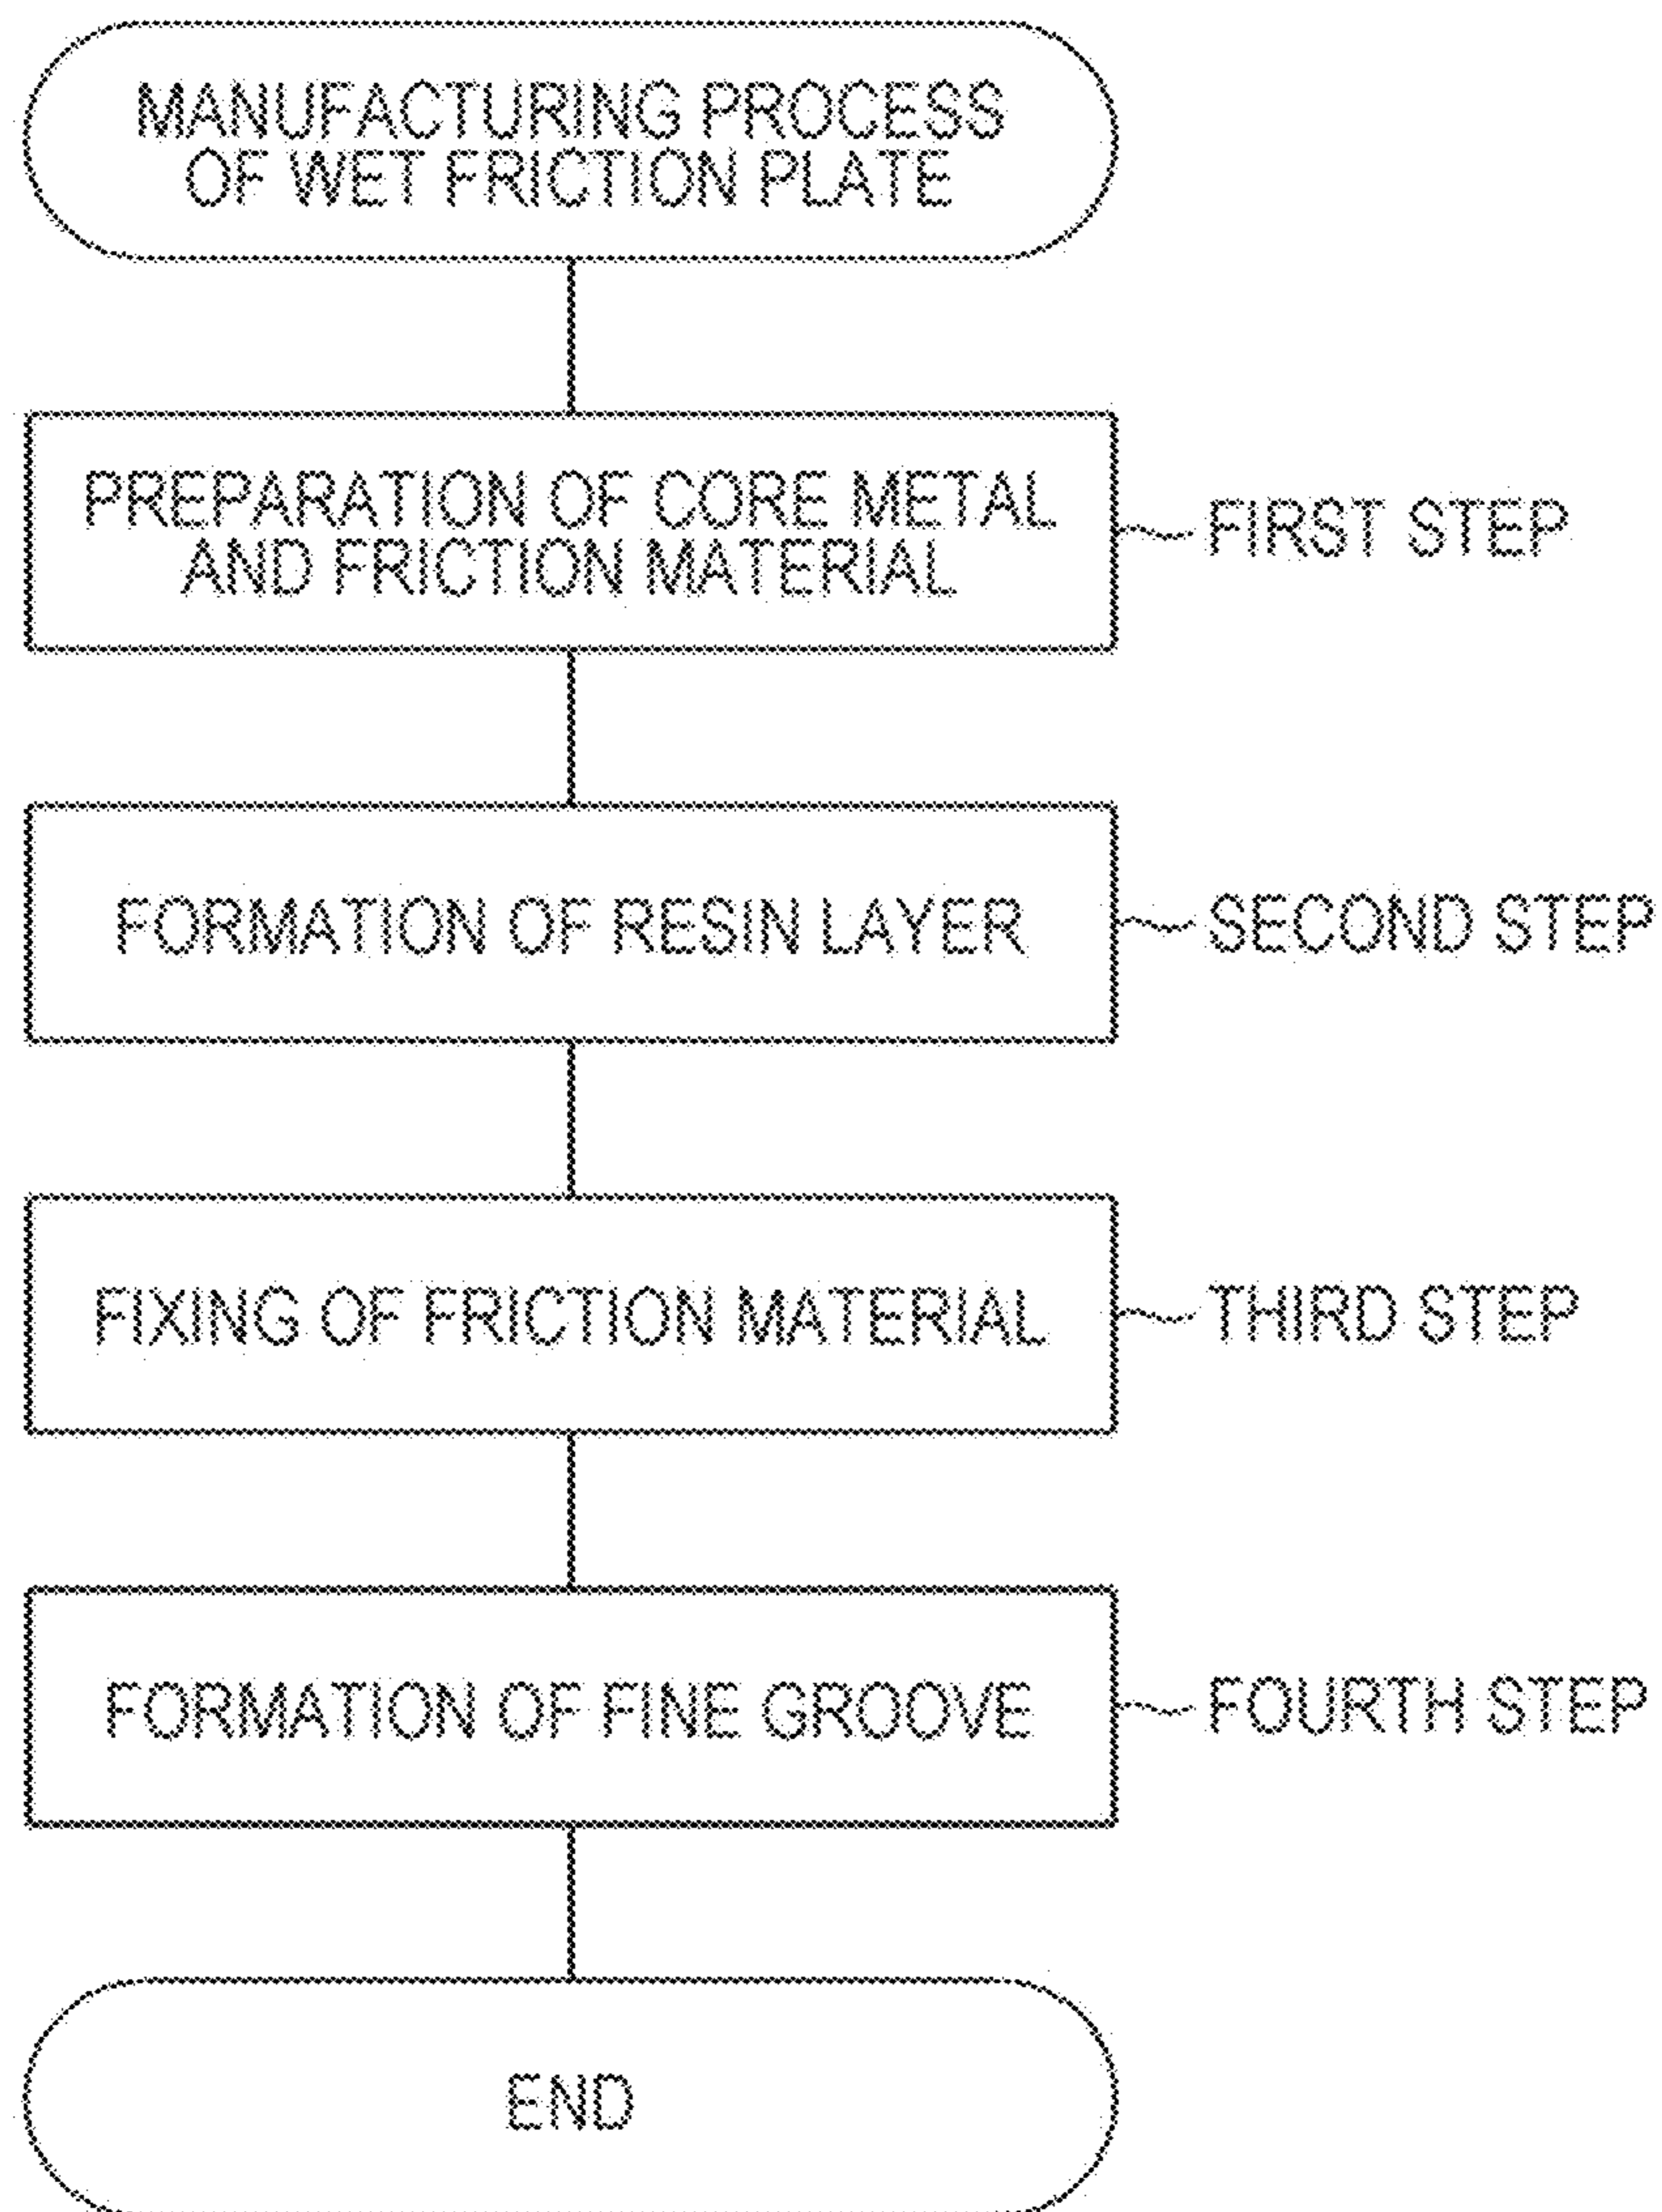 MANUFACTURING PROCESS
OF WET FRICTION PLATE
PREPARATION OF CORE METAL
AND FRICTION MATERIAL
FIRST STEP
FORMATION OF RESIN LAYER
SECOND STEP
FIXING OF FRICTION MATERIAL
THIRD STEP
FORMATION OF FINE GROOVE
FOURTH STEP
END